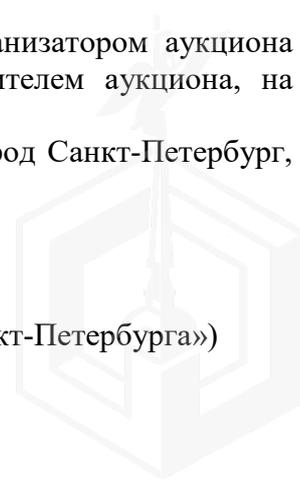 анизатором аукциона
ителем аукциона, на
род Санкт-Петербург,
кт-Петербурга»)